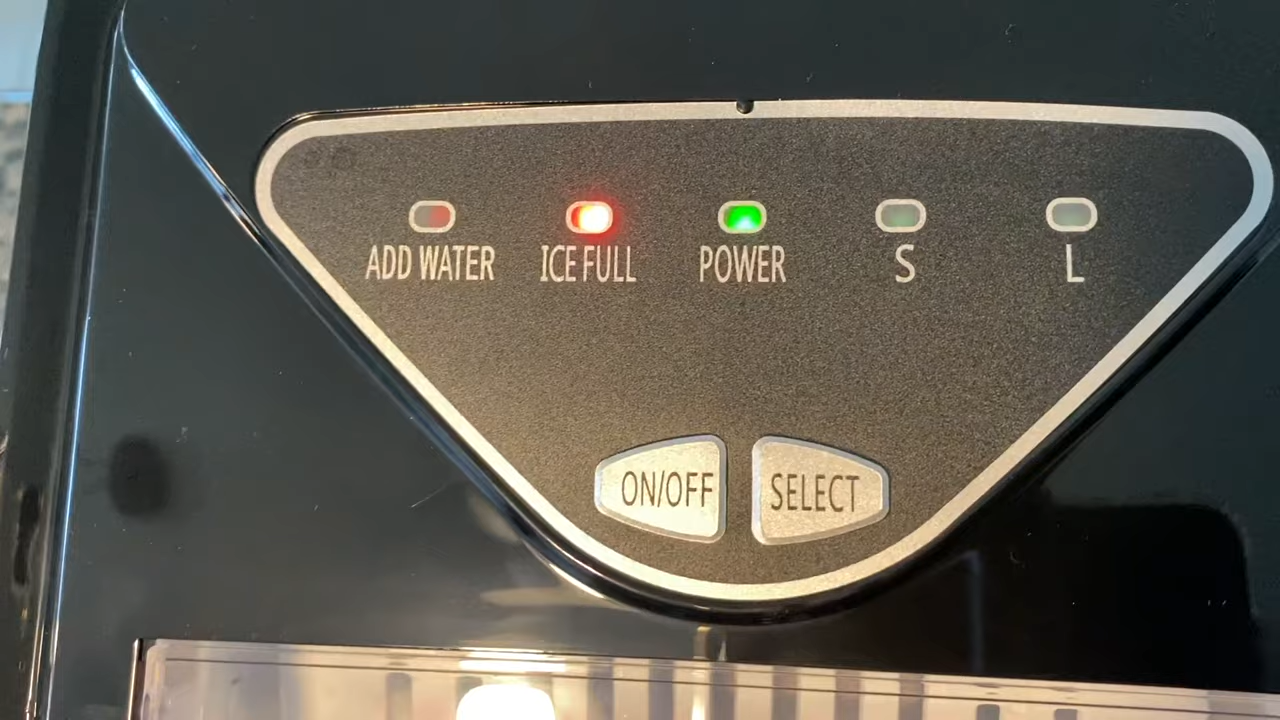 ADD WATER
ICE FULL
POWER
S
L
ON/OFF
SELECT